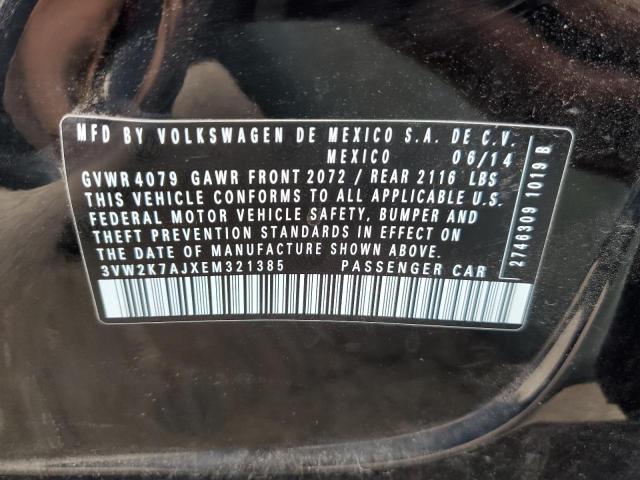 MFD BY VOLKSWAGEN DE MEXICO S.A. DE C.V.
MEXICO 06/14
GVWR 4079 GAWR FRONT 2072 / REAR 2116 LBS
THIS VEHICLE CONFORMS TO ALL APPLICABLE U.S.
FEDERAL MOTOR VEHICLE SAFETY, BUMPER AND
THEFT PREVENTION STANDARDS IN EFFECT ON
THE DATE OF MANUFACTURE SHOWN ABOVE.
3VW2K7AJXEM321385 PASSENGER CAR
2746309 1019 B